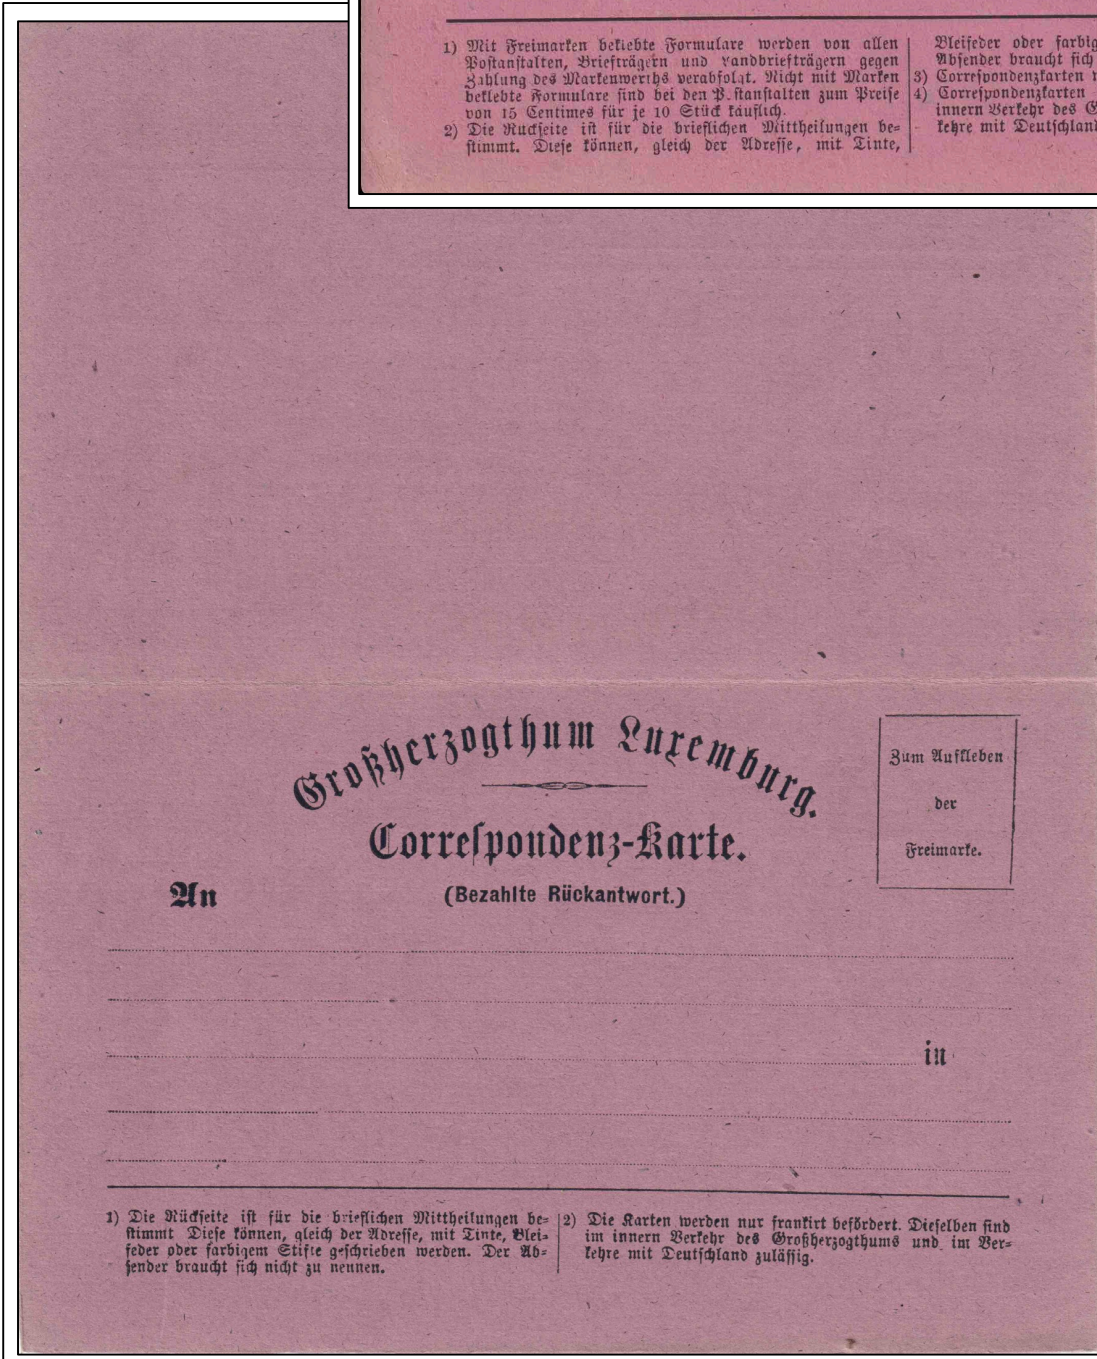 1) Mit Freimarken beklebte Formulare werden von allen
Postanstalten, Briefträgern und Landbriefträgern gegen
Zahlung des Markenwerths verabfolgt. Nicht mit Marken
beklebte Formulare sind bei den P.stanstalten zum Preise
von 15 Centimes für je 10 Stück käuflich.
2) Die Rückseite ist für die brieflichen Mittheilungen be=
stimmt. Diese können, gleich der Adresse, mit Tinte,
Bleifeder oder farbig
Absender braucht sich
3) Correspondenzkarten
4) Correspondenzkarten
innern Verkehr des
kehre mit Deutschland
Großherzogthum Luxemburg.
Correspondenz-Karte.
(Bezahlte Rückantwort.)
Zum Aufkleben
der
Freimarke.
An
in
1) Die Rückseite ist für die brieflichen Mittheilungen be=
stimmt Diese können, gleich der Adresse, mit Tinte, Blei=
feder oder farbigem Stifte geschrieben werden. Der Ab=
sender braucht sich nicht zu nennen.
2) Die Karten werden nur frankirt befördert. Dieselben sind
im innern Verkehr des Großherzogthums und im Ver=
kehre mit Deutschland zulässig.